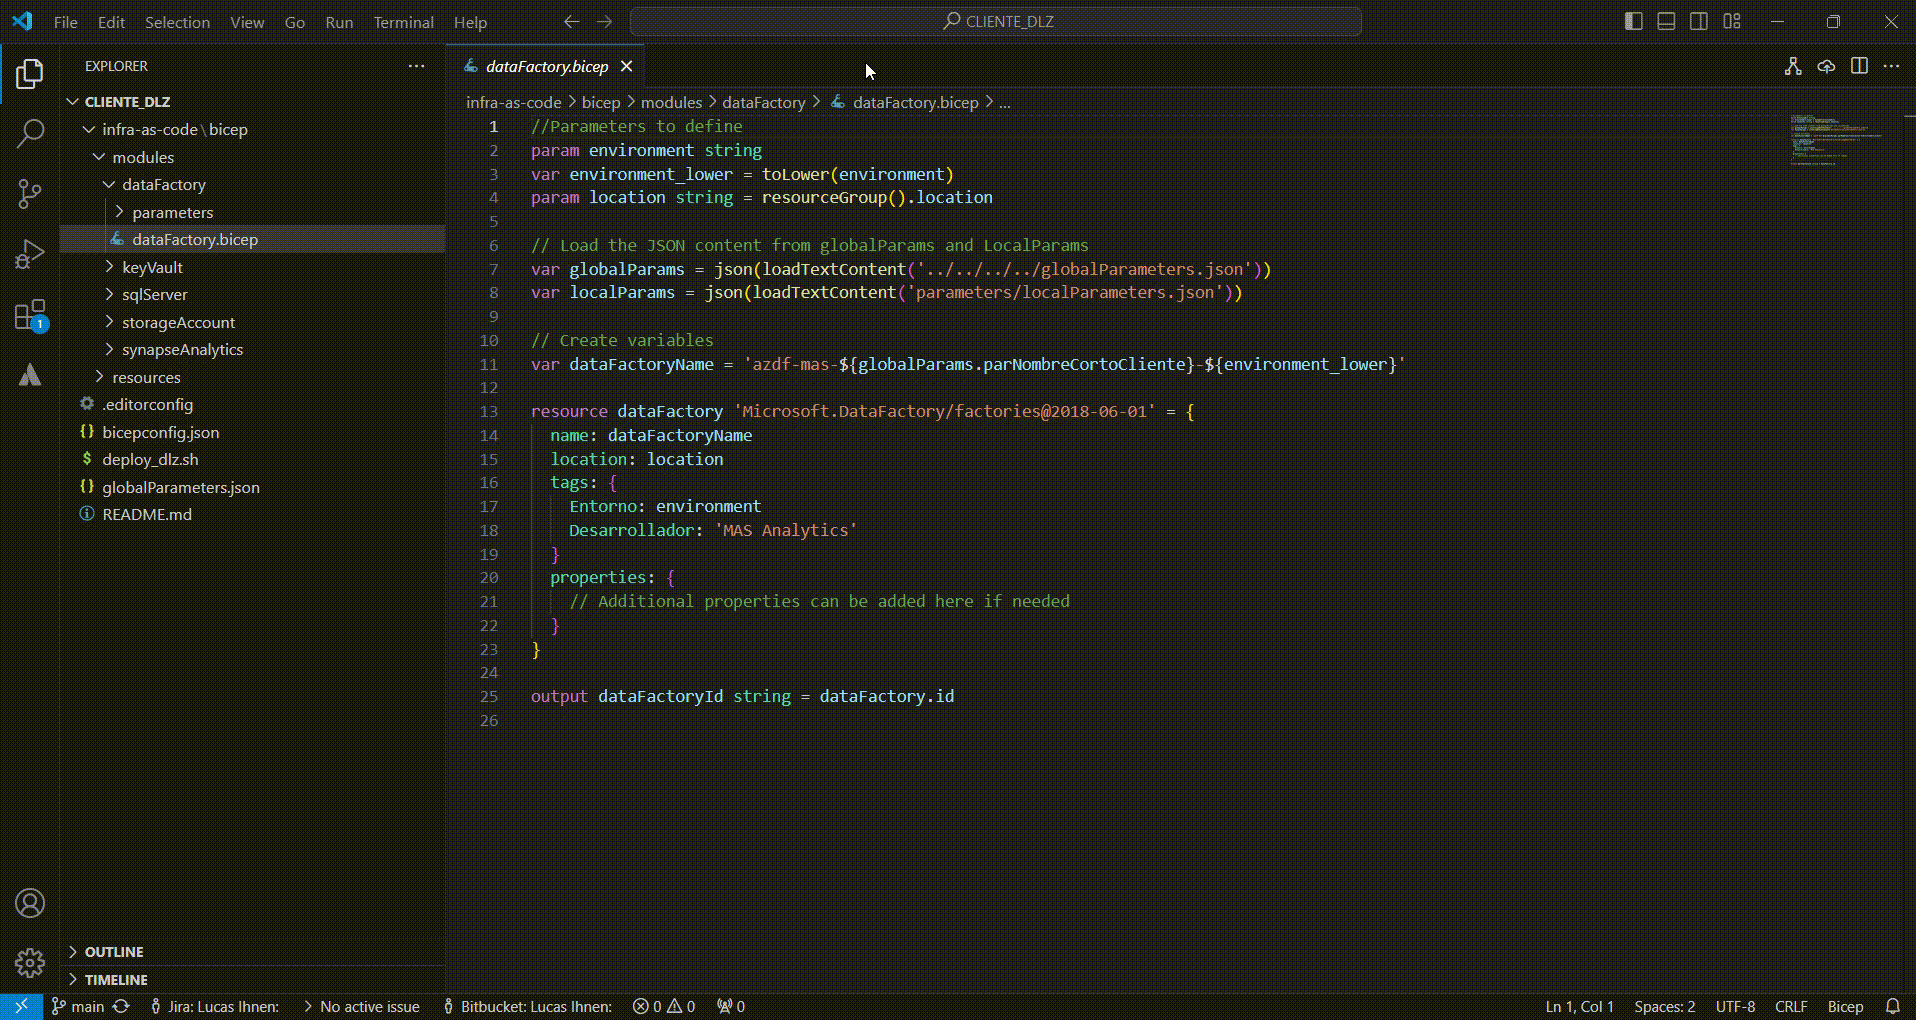 File Edit Selection View Go Run Terminal Help
CLIENTE_DLZ
EXPLORER
CLIENTE_DLZ
infra-as-code\bicep
modules
dataFactory
parameters
dataFactory.bicep
keyVault
sqlServer
storageAccount
synapseAnalytics
resources
.editorconfig
bicepconfig.json
deploy_dlz.sh
globalParameters.json
README.md
1
OUTLINE
TIMELINE
dataFactory.bicep
infra-as-code > bicep > modules > dataFactory > dataFactory.bicep > ...
1 //Parameters to define
2 param environment string
3 var environment_lower = toLower(environment)
4 param location string = resourceGroup().location
5
6 // Load the JSON content from globalParams and LocalParams
7 var globalParams = json(loadTextContent('../../../../globalParameters.json'))
8 var localParams = json(loadTextContent('parameters/localParameters.json'))
9
10 // Create variables
11 var dataFactoryName = 'azdf-mas-${globalParams.parNombreCortoCliente}-${environment_lower}'
12
13 resource dataFactory 'Microsoft.DataFactory/factories@2018-06-01' = {
14 name: dataFactoryName
15 location: location
16 tags: {
17 Entorno: environment
18 Desarrollador: 'MAS Analytics'
19 }
20 properties: {
21 // Additional properties can be added here if needed
22 }
23 }
24
25 output dataFactoryId string = dataFactory.id
26
main Jira: Lucas Ihnen: > No active issue Bitbucket: Lucas Ihnen: 0 0 0 Ln 1, Col 1 Spaces: 2 UTF-8 CRLF Bicep